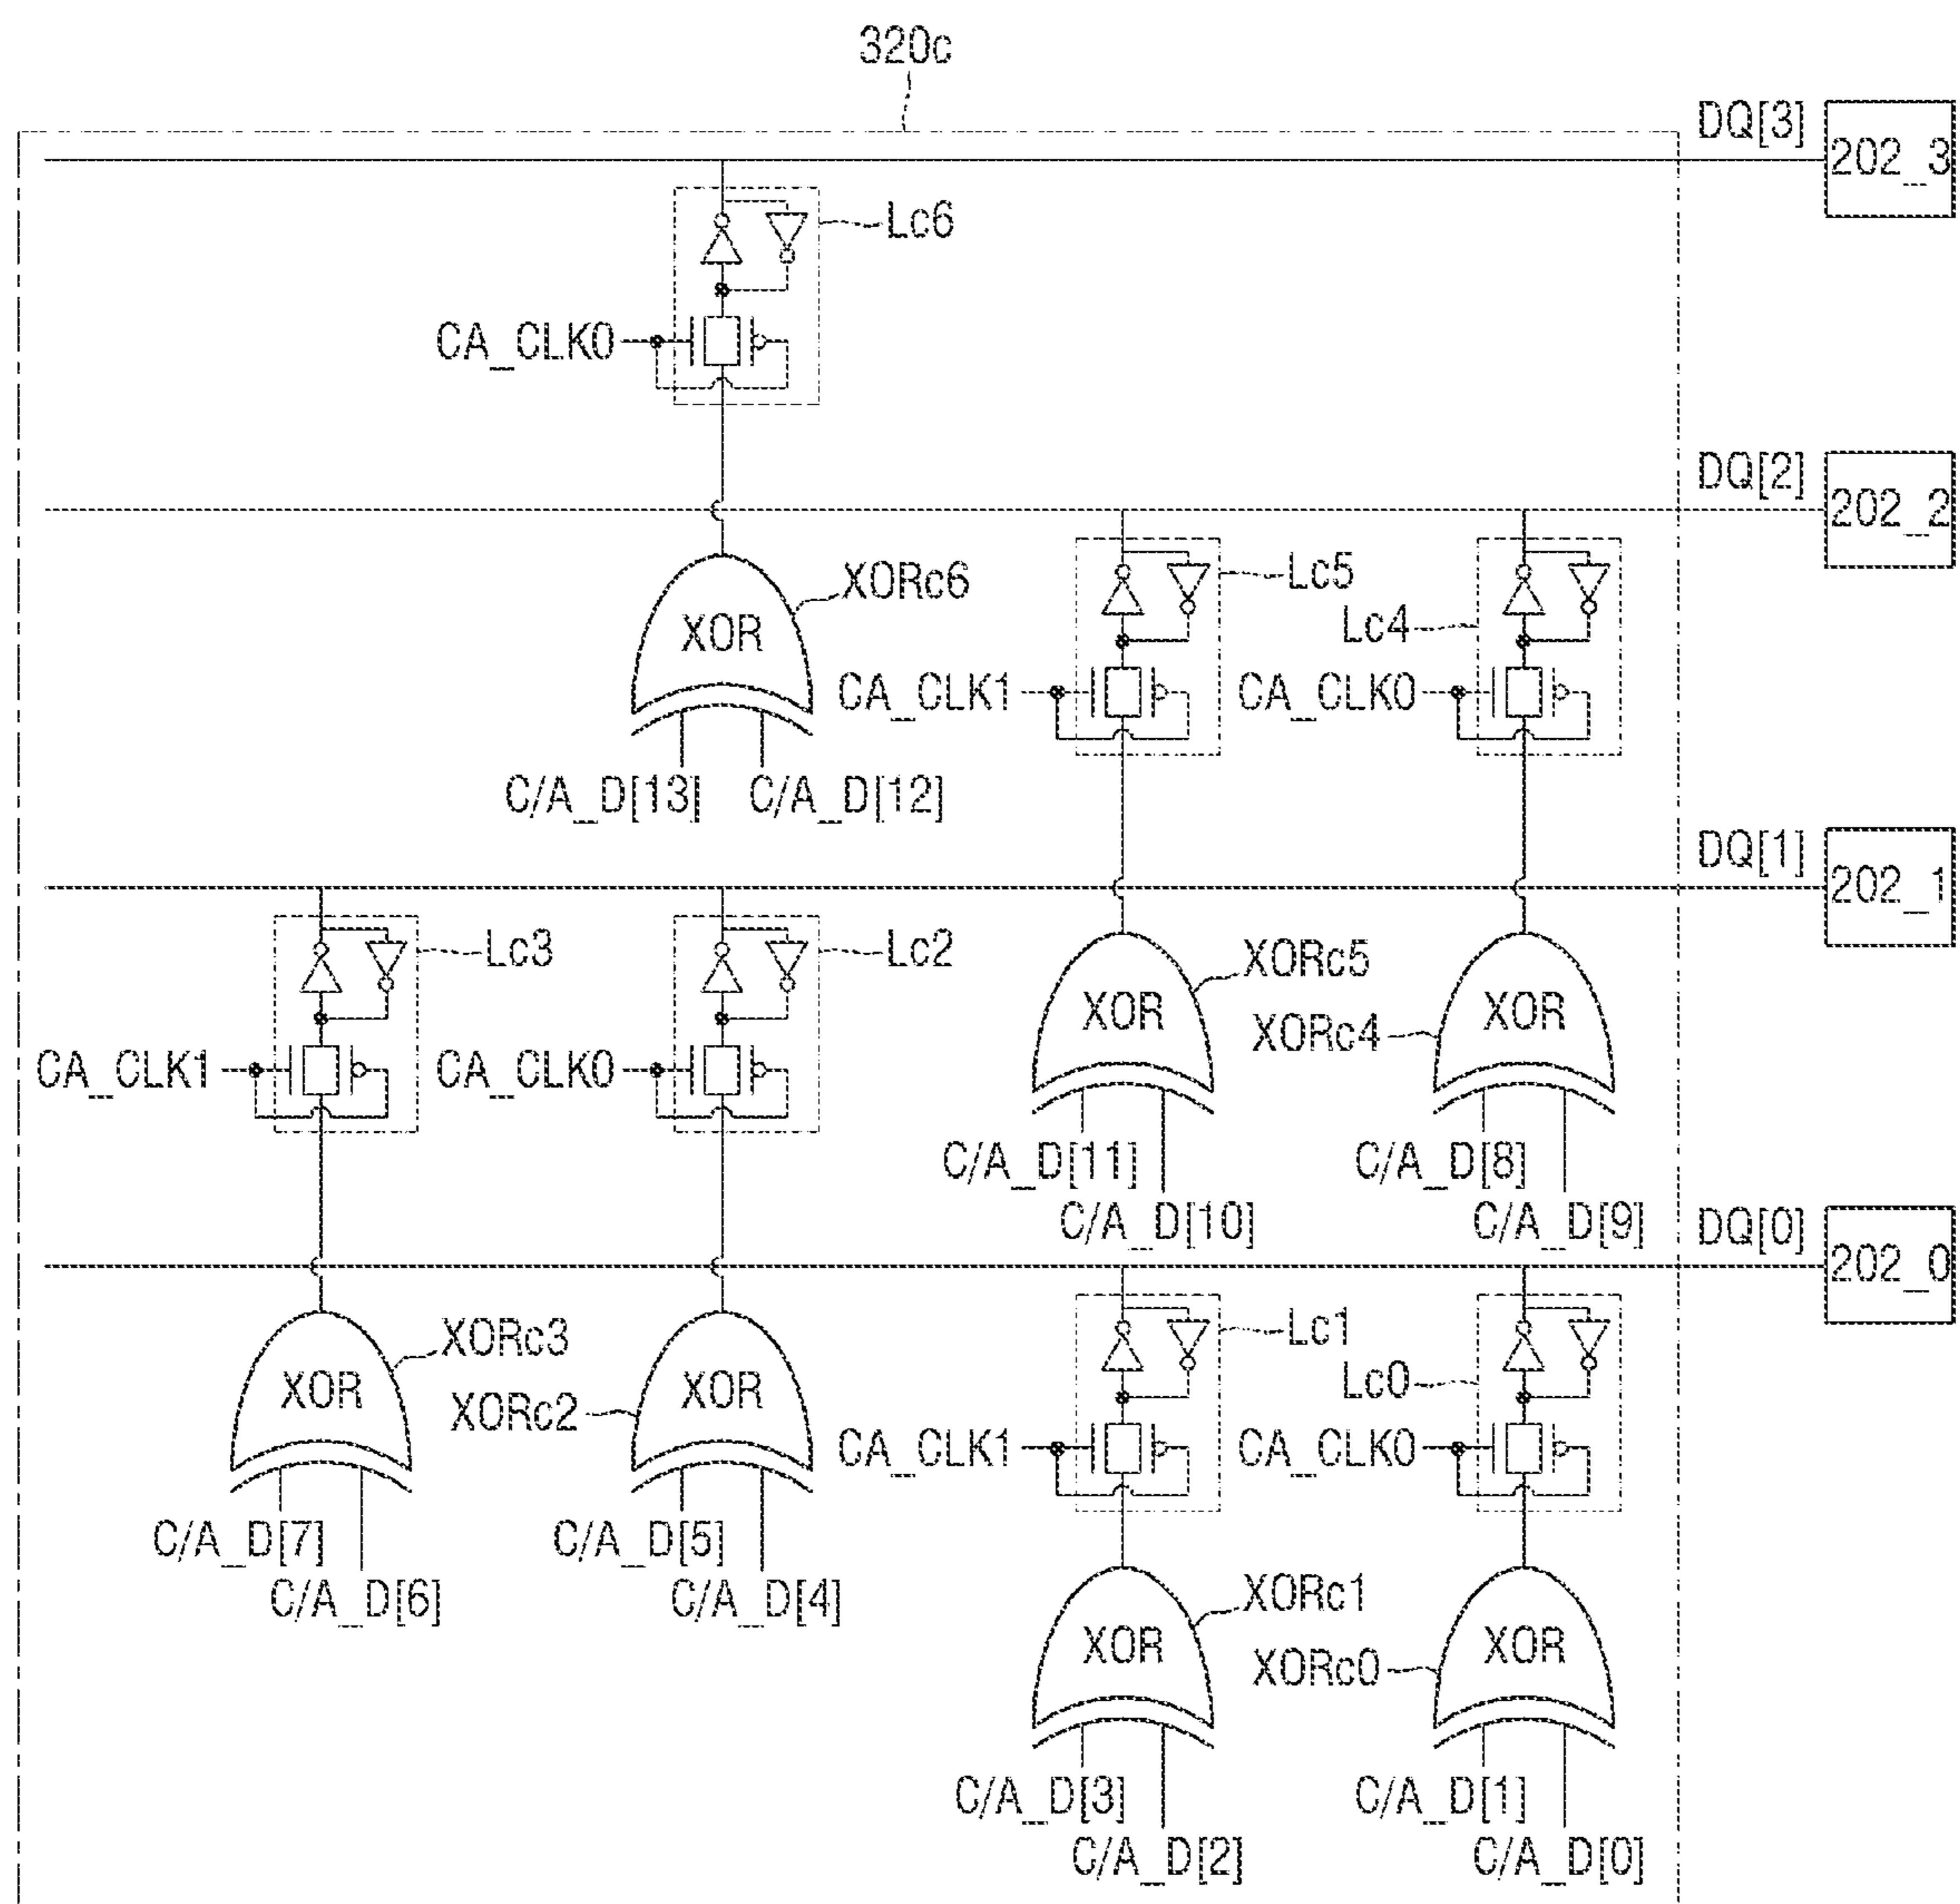 320c
DQ[3]
202_3
Lc6
CA_CLK0
DQ[2]
202_2
XORc6
XOR
Lc5
Lc4
CA_CLK1
CA_CLK0
C/A_D[13]
C/A_D[12]
DQ[1]
202_1
Lc3
Lc2
XORc5
XOR
XORc4
XOR
CA_CLK1
CA_CLK0
C/A_D[11]
C/A_D[10]
C/A_D[8]
C/A_D[9]
DQ[0]
202_0
XORc3
XOR
XORc2
XOR
Lc1
Lc0
CA_CLK1
CA_CLK0
C/A_D[7]
C/A_D[6]
C/A_D[5]
C/A_D[4]
XORc1
XOR
XORc0
XOR
C/A_D[3]
C/A_D[2]
C/A_D[1]
C/A_D[0]